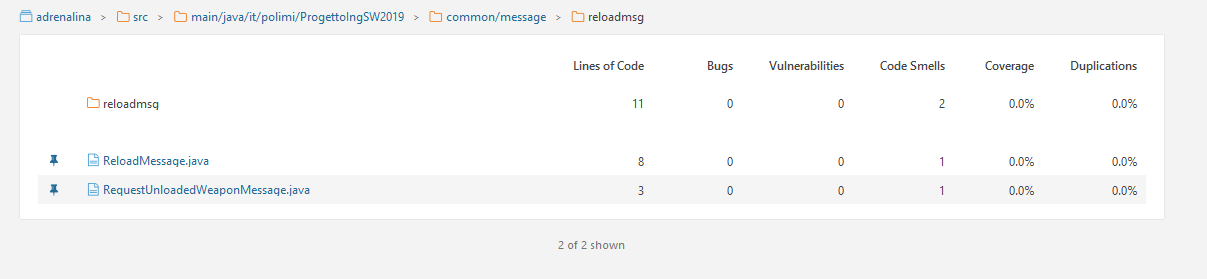 adrenalina > src > main/java/it/polimi/ProgettoIngSW2019 > common/message > reloadmsg
Lines of Code Bugs Vulnerabilities Code Smells Coverage Duplications
reloadmsg 11 0 0 2 0.0% 0.0%
ReloadMessage.java 8 0 0 1 0.0% 0.0%
RequestUnloadedWeaponMessage.java 3 0 0 1 0.0% 0.0%
2 of 2 shown